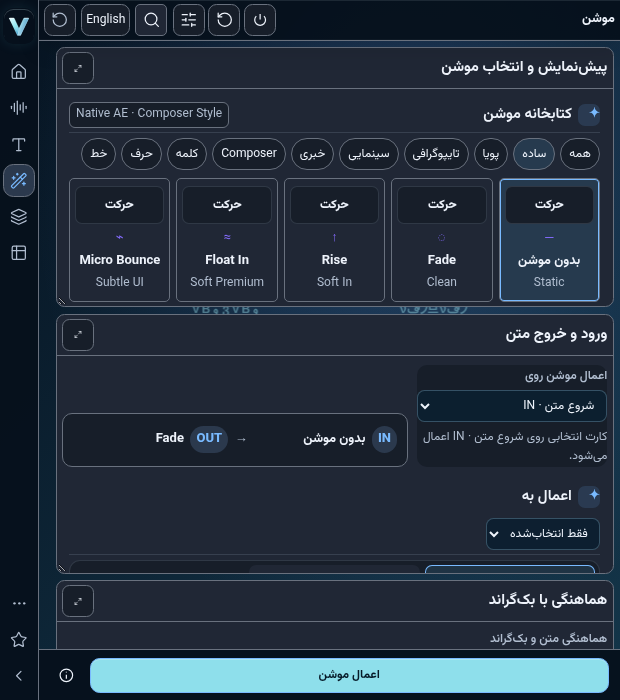 موشن
English
پیش‌نمایش و انتخاب موشن
کتابخانه موشن
Native AE · Composer Style
همه
ساده
پویا
تایپوگرافی
سینمایی
خبری
Composer
کلمه
حرف
خط
حرکت
بدون موشن
Static
حرکت
Fade
Clean
حرکت
Rise
Soft In
حرکت
Float In
Soft Premium
حرکت
Micro Bounce
Subtle UI
ورود و خروج متن
اعمال موشن روی
شروع متن · IN
کارت انتخابی روی شروع متن · IN اعمال
می‌شود.
IN بدون موشن → OUT Fade
اعمال به
فقط انتخاب‌شده
هماهنگی با بک‌گراند
هماهنگی متن و بک‌گراند
اعمال موشن